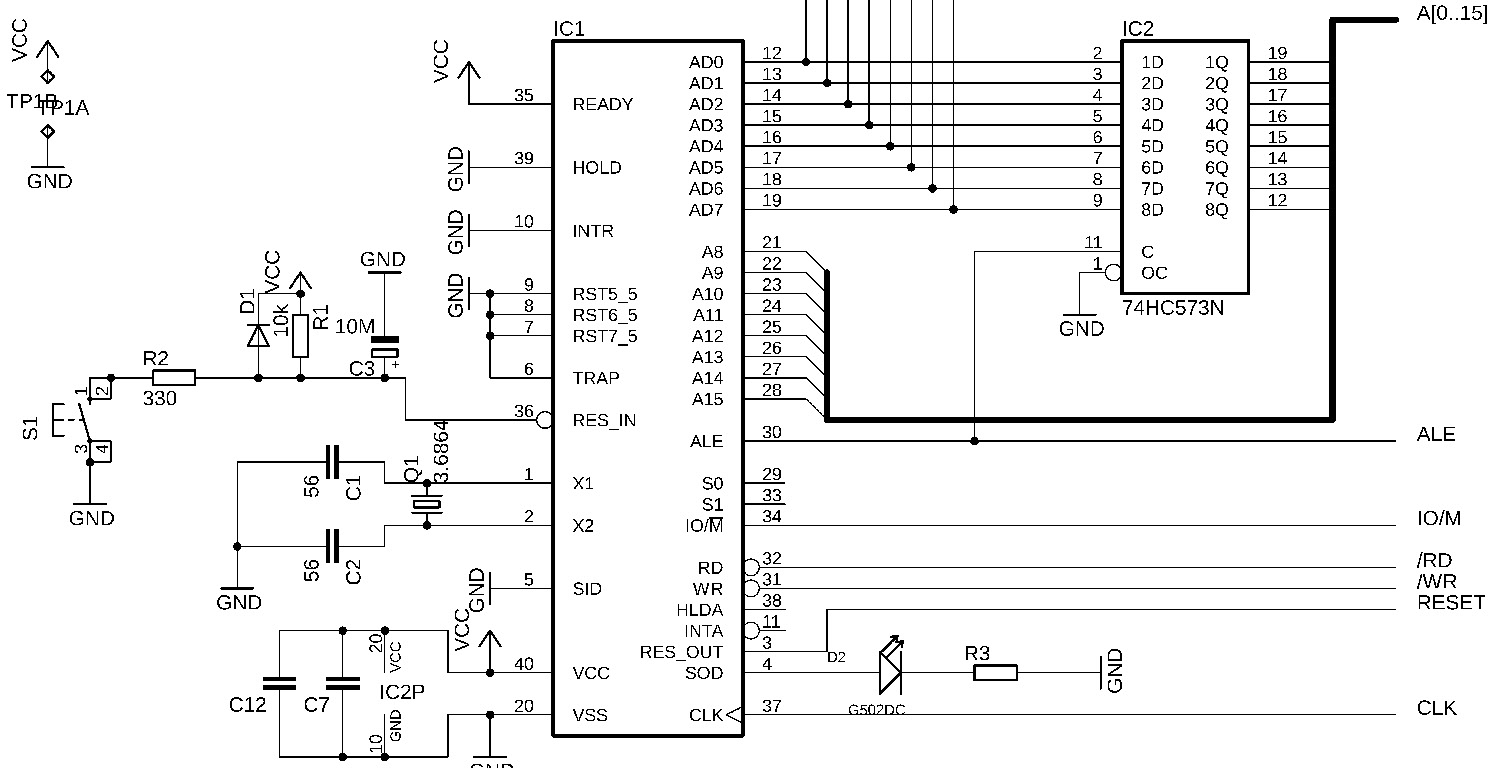 A[0..15]
VCC
TP1B
TP1A
GND
IC1
VCC
35 READY
GND 39 HOLD
GND 10 INTR
GND
9 RST5_5
8 RST6_5
7 RST7_5
6 TRAP
36 RES_IN
1 X1
2 X2
GND 5 SID
VCC
40 VCC
20 VSS
GND
AD0 12
AD1 13
AD2 14
AD3 15
AD4 16
AD5 17
AD6 18
AD7 19
A8 21
A9 22
A10 23
A11 24
A12 25
A13 26
A14 27
A15 28
ALE 30 ALE
S0 29
S1 33
IO/M 34 IO/M
RD 32 /RD
WR 31 /WR
HLDA 38 RESET
INTA 11
RES_OUT 3
SOD 4
CLK 37 CLK
D2
G502DC
R3
GND
IC2
2 1D 1Q 19
3 2D 2Q 18
4 3D 3Q 17
5 4D 4Q 16
6 5D 5Q 15
7 6D 6Q 14
8 7D 7Q 13
9 8D 8Q 12
11 C
1 OC
GND
74HC573N
VCC
GND
D1
10k
R1
10M
C3
+
R2
330
S1
1
2
3
4
GND
Q1
3.6864
56
C1
56
C2
GND
20
VCC
C12
C7
IC2P
10
GND